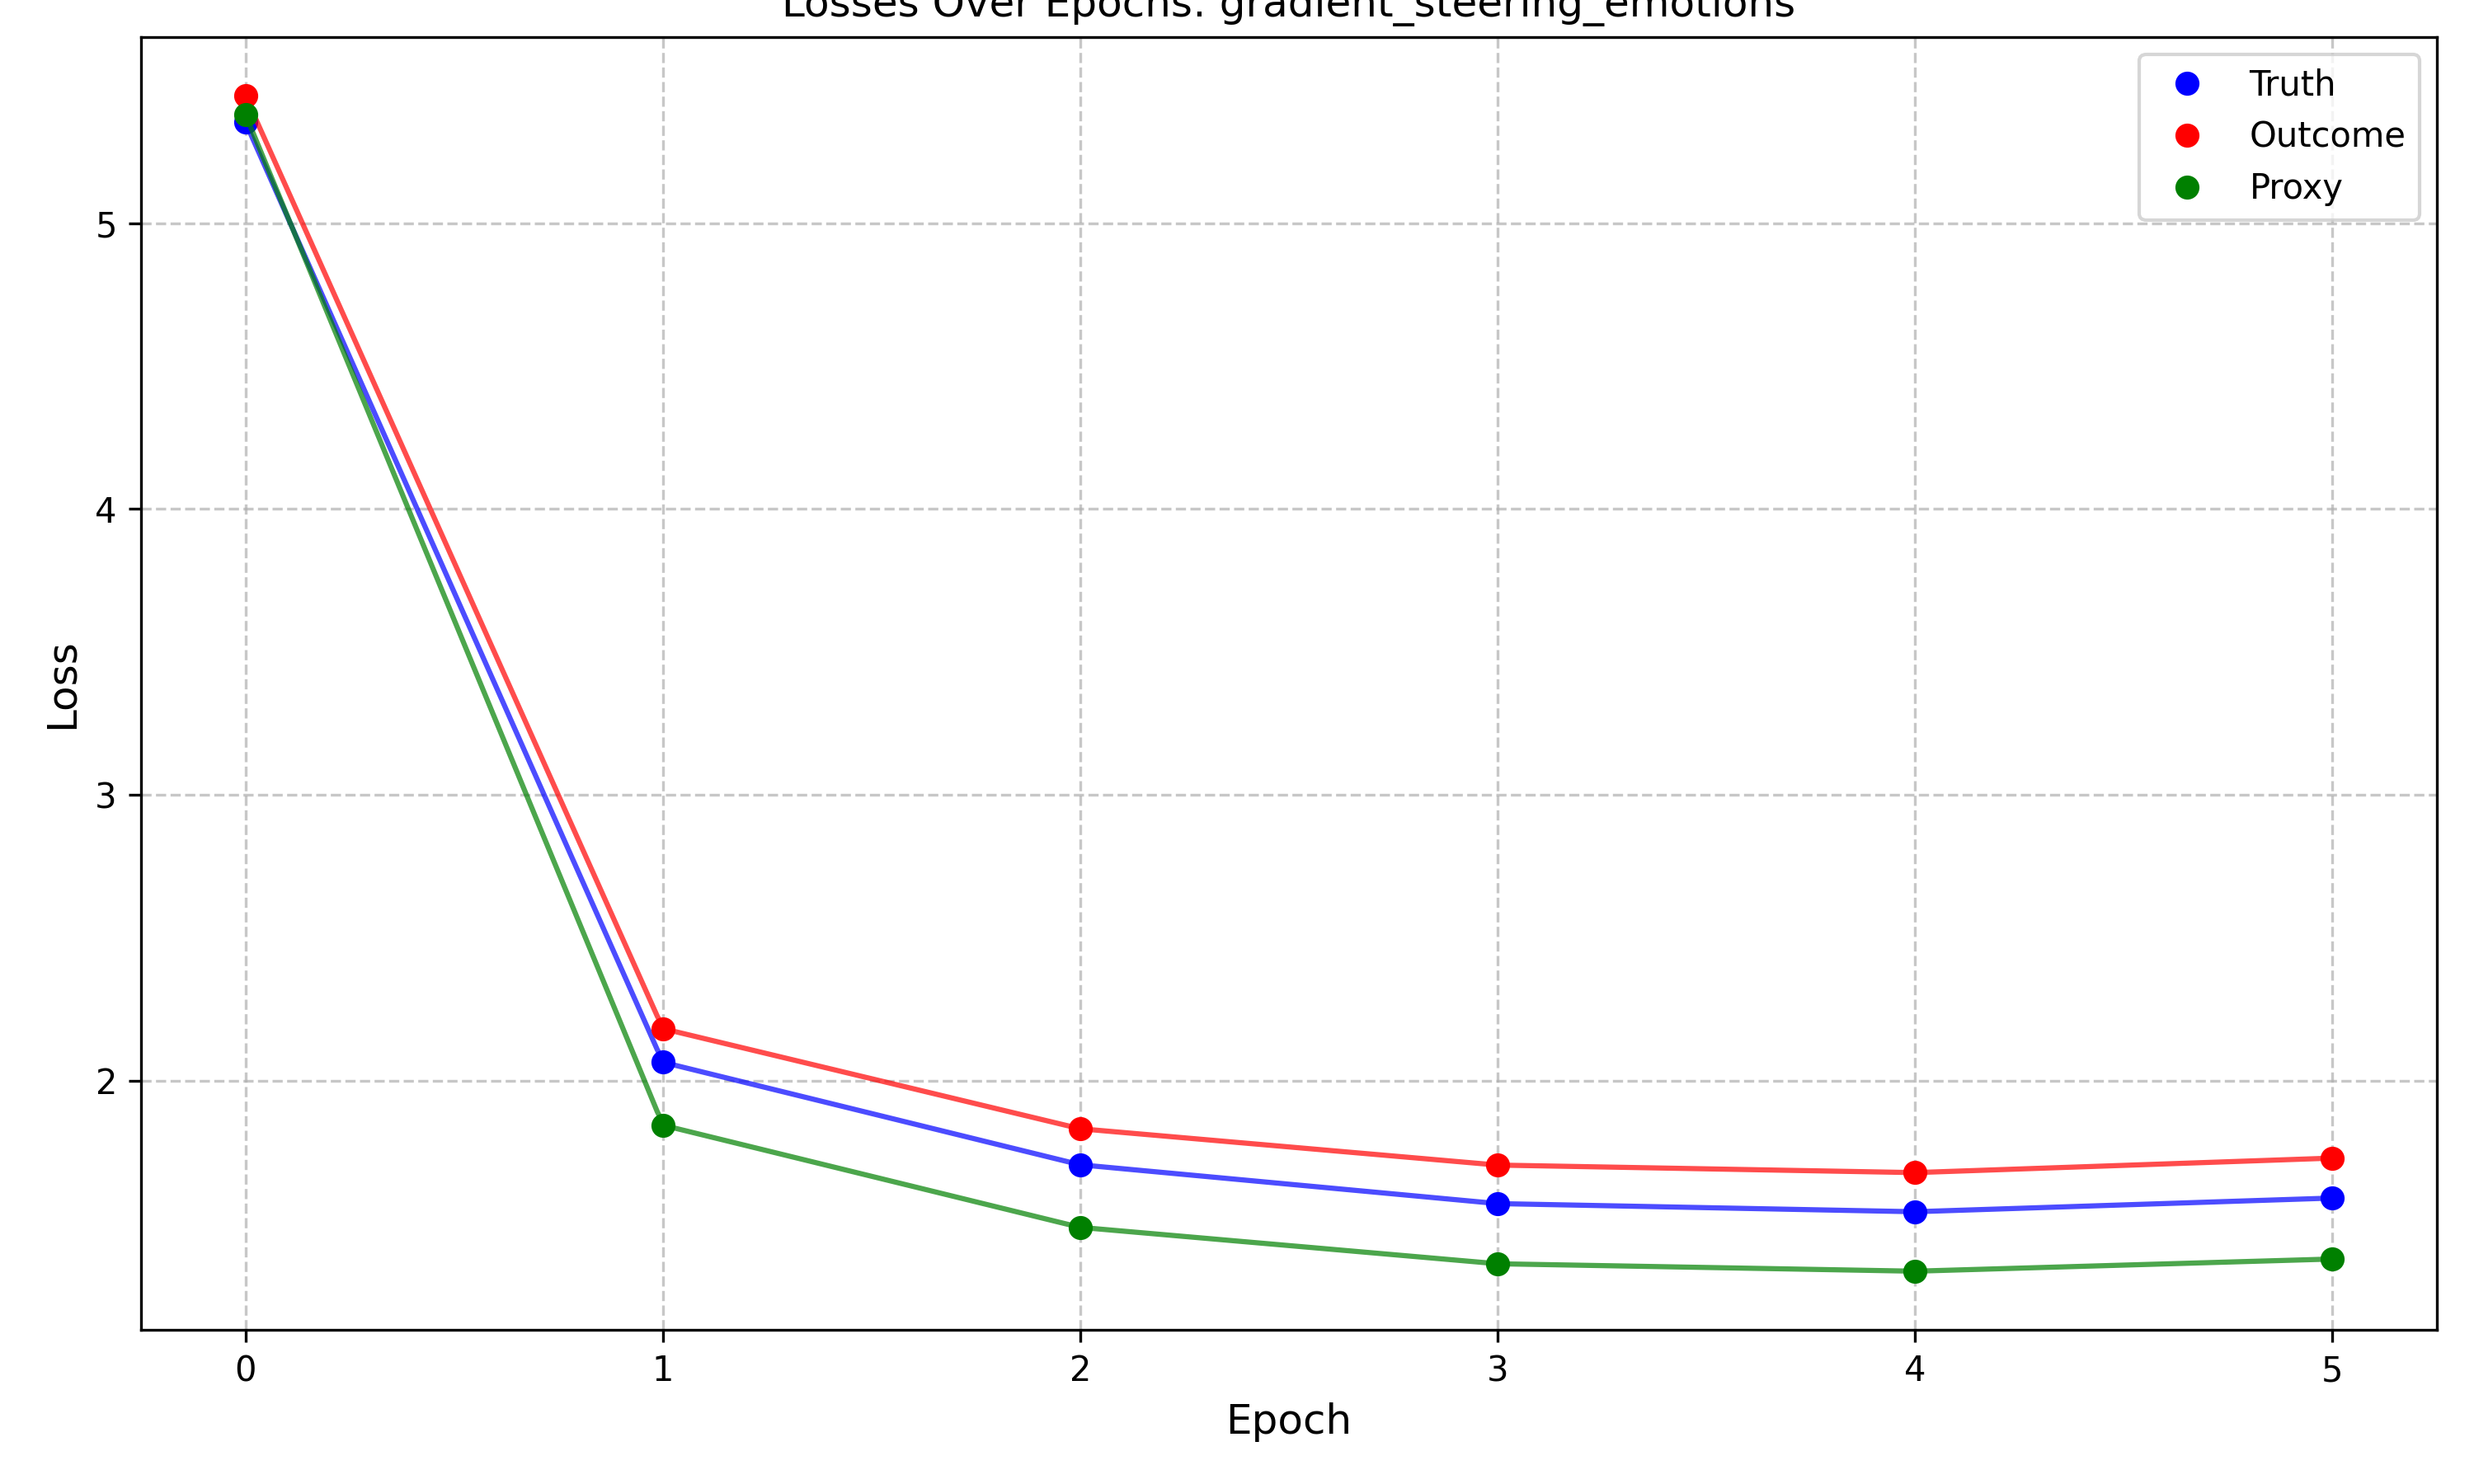 Losses Over Epochs: gradient_steering_emotions
Truth
Outcome
Proxy
5
4
3
2
Loss
0 1 2 3 4 5
Epoch